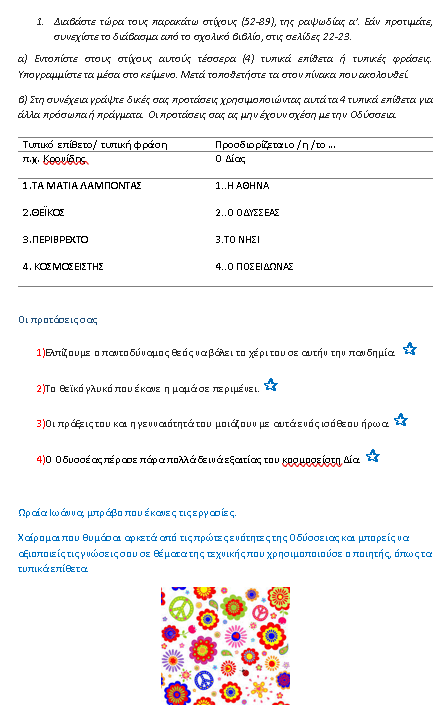 1. Διαβάστε τώρα τους παρακάτω στίχους (52-89), της ραψωδίας α'. Εάν προτιμάτε,
συνεχίστε το διάβασμα από το σχολικό βιβλίο, στις σελίδες 22-23.
α) Εντοπίστε στους στίχους αυτούς τέσσερα (4) τυπικά επίθετα ή τυπικές φράσεις.
Υπογραμμίστε τα μέσα στο κείμενο. Μετά τοποθετήστε τα στον πίνακα που ακολουθεί.
β) Στη συνέχεια γράψτε δικές σας προτάσεις χρησιμοποιώντας αυτά τα 4 τυπικά επίθετα για
άλλα πρόσωπα ή πράγματα. Οι προτάσεις σας ας μην έχουν σχέση με την Οδύσσεια.
Τυπικό επίθετο/ τυπική φράση Προσδιορίζεται ο / η / το ...
π.χ. Κρονίδης Ο Δίας
1.ΤΑ ΜΑΤΙΑ ΛΑΜΠΟΝΤΑΣ 1..Η ΑΘΗΝΑ
2.ΘΕΪΚΟΣ 2..Ο ΟΔΥΣΣΕΑΣ
3.ΠΕΡΙΒΡΕΧΤΟ 3.ΤΟ ΝΗΣΙ
4. ΚΟΣΜΟΣΕΙΣΤΗΣ 4..Ο ΠΟΣΕΙΔΩΝΑΣ
Οι προτάσεις σας
1)Ελπίζουμε ο παντοδύναμος θεός να βάλει το χέρι του σε αυτήν την πανδημία.
2)Το θεϊκό γλυκό που έκανε η μαμά σε περιμένει.
3)Οι πράξεις του και η γενναιότητά του μοιάζουν με αυτά ενός ισόθεου ήρωα.
4)Ο Οδυσσέας πέρασε πάρα πολλά δεινά εξαιτίας του κοσμοσείστη Δία.
Ωραία Ιωάννα, μπράβο που έκανες τις εργασίες.
Χαίρομαι που θυμάσαι αρκετά από τις πρώτες ενότητες της Οδύσσειας και μπορείς να
αξιοποιείς τις γνώσεις σου σε θέματα της τεχνικής που χρησιμοποιούσε ο ποιητής, όπως τα
τυπικά επίθετα.